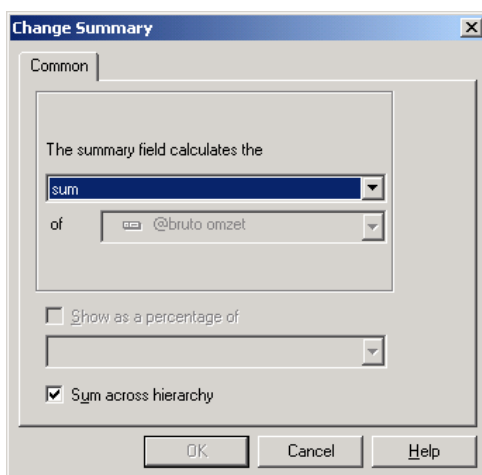 Change Summary
Common
The summary field calculates the
sum
of
@bruto omzet
Show as a percentage of
Sum across hierarchy
OK
Cancel
Help